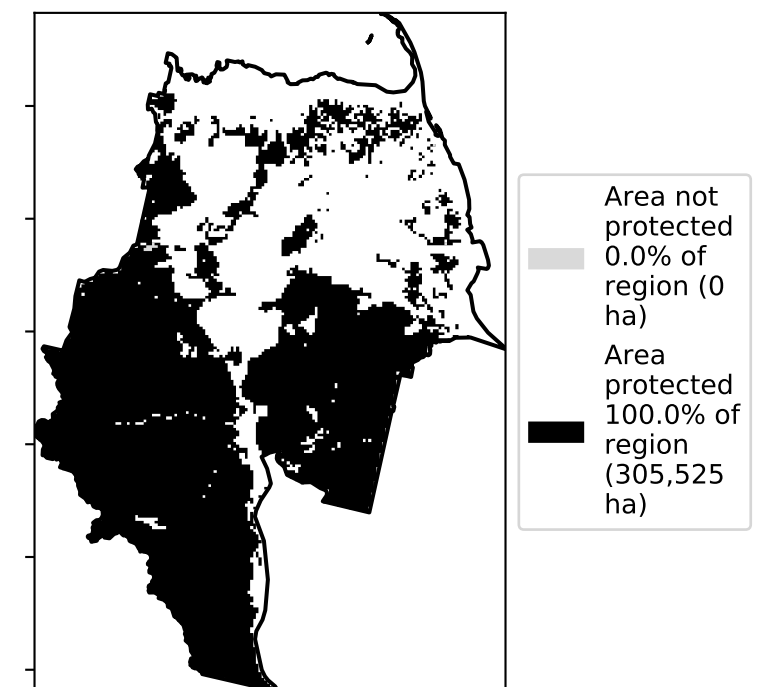 Area not
protected
0.0% of
region (0
ha)
Area
protected
100.0% of
region
(305,525
ha)